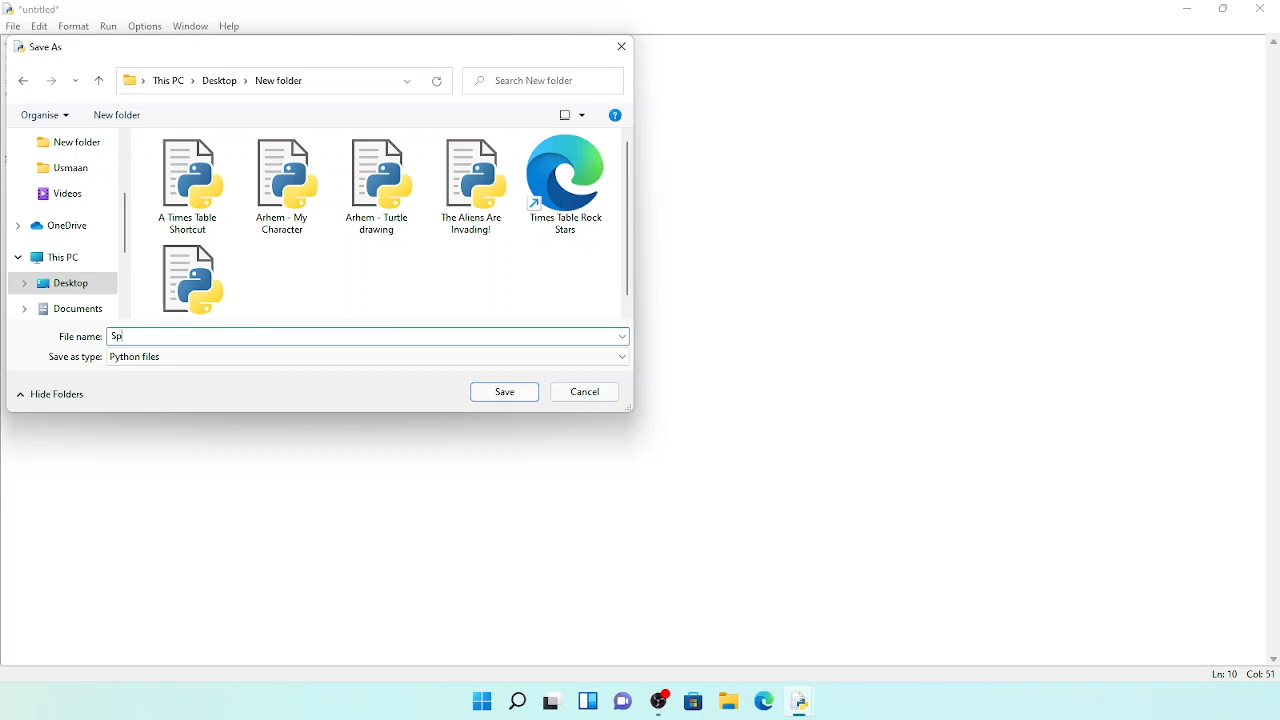 *untitled*
File Edit Format Run Options Window Help
Save As
This PC > Desktop > New folder
Search New folder
Organise New folder
New folder
Usmaan
Videos
OneDrive
This PC
Desktop
Documents
A Times Table
Shortcut
Arhem - My
Character
Arhem - Turtle
drawing
The Aliens Are
Invading!
Times Table Rock
Stars
File name: Sp
Save as type: Python files
Hide Folders
Save Cancel
Ln: 10 Col: 51